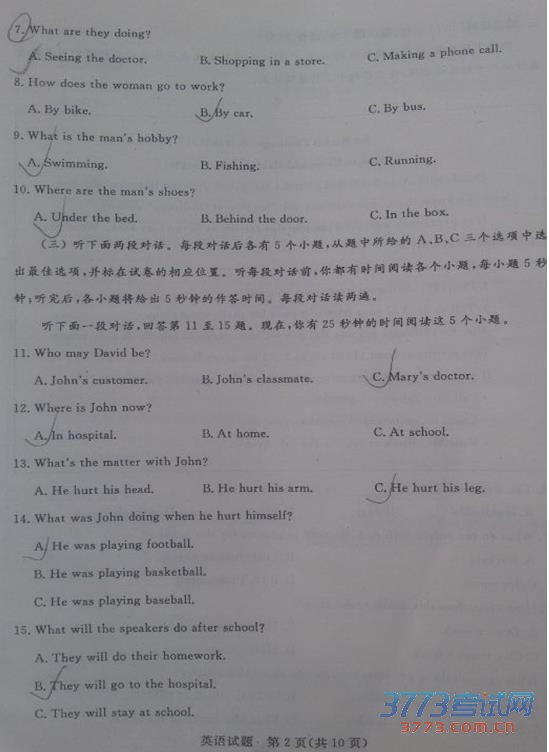 7. What are they doing?
A. Seeing the doctor. B. Shopping in a store. C. Making a phone call.
8. How does the woman go to work?
A. By bike. B. By car. C. By bus.
9. What is the man's hobby?
A. Swimming. B. Fishing. C. Running.
10. Where are the man's shoes?
A. Under the bed. B. Behind the door. C. In the box.
(三) 听下面两段对话。每段对话后各有 5 个小题,从题中所给的 A、B、C 三个选项中选
出最佳选项,并标在试卷的相应位置。听每段对话前,你都有时间阅读各个小题,每小题 5 秒
钟;听完后,各小题将给出 5 秒钟的作答时间。每段对话读两遍。
听下面一段对话,回答第 11 至 15 题。现在,你有 25 秒钟的时间阅读这 5 个小题。
11. Who may David be?
A. John's customer. B. John's classmate. C. Mary's doctor.
12. Where is John now?
A. In hospital. B. At home. C. At school.
13. What's the matter with John?
A. He hurt his head. B. He hurt his arm. C. He hurt his leg.
14. What was John doing when he hurt himself?
A. He was playing football.
B. He was playing basketball.
C. He was playing baseball.
15. What will the speakers do after school?
A. They will do their homework.
B. They will go to the hospital.
C. They will stay at school.
3773考试网
3773.com.cn
英语试题·第 2 页(共 10 页)